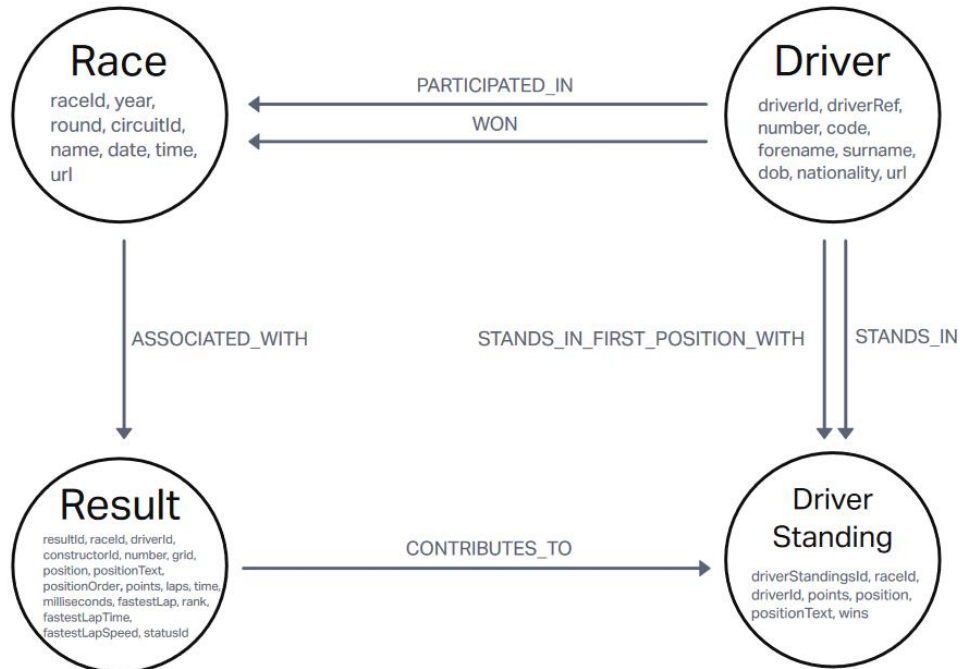 Race
raceId, year,
round, circuitId,
name, date, time,
url
PARTICIPATED_IN
WON
Driver
driverId, driverRef,
number, code,
forename, surname,
dob, nationality, url
ASSOCIATED_WITH
STANDS_IN_FIRST_POSITION_WITH
STANDS_IN
Result
resultId, raceId, driverId,
constructorId, number, grid,
position, positionText,
positionOrder, points, laps, time,
milliseconds, fastestLap, rank,
fastestLapTime,
fastestLapSpeed, statusId
CONTRIBUTES_TO
Driver
Standing
driverStandingsId, raceId,
driverId, points, position,
positionText, wins